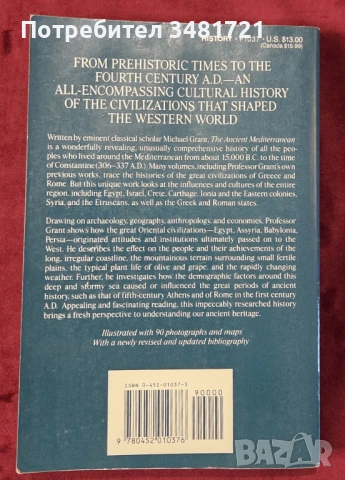 Потребител 3481721
HISTORY • F1037 • U.S. $13.00
(Canada $15.99)
FROM PREHISTORIC TIMES TO THE
FOURTH CENTURY A.D.—AN
ALL-ENCOMPASSING CULTURAL HISTORY
OF THE CIVILIZATIONS THAT SHAPED
THE WESTERN WORLD
Written by eminent classical scholar Michael Grant, The Ancient Mediterranean
is a wonderfully revealing, unusually comprehensive history of all the peo-
ples who lived around the Mediterranean from about 15,000 B.C. to the time
of Constantine (306–337 A.D.). Many volumes, including Professor Grant's own
previous works, trace the histories of the great civilizations of Greece and
Rome. But this unique work looks at the influences and cultures of the entire
region, including Egypt, Israel, Crete, Carthage, Ionia and the Eastern colonies,
Syria, and the Etruscans, as well as the Greek and Roman states.
Drawing on archaeology, geography, anthropology, and economics, Professor
Grant shows how the great Oriental civilizations—Egypt, Assyria, Babylonia,
Persia—originated attitudes and institutions ultimately passed on to the
West. He describes the effect on the people and their achievements of the
long, irregular coastline, the mountainous terrain surrounding small fertile
plains, the typical plant life of olive and grape, and the rapidly changing
weather. Further, he investigates how the demographic factors around this
deep and stormy sea caused or influenced the great periods of ancient
history, such as that of fifth-century Athens and of Rome in the first century
A.D. Appealing and fascinating reading, this impeccably researched history
brings a fresh perspective to understanding our ancient heritage.
Illustrated with 90 photographs and maps
With a newly revised and updated bibliography
ISBN 0-452-01037-3
90000
9 780452 010376
bazar